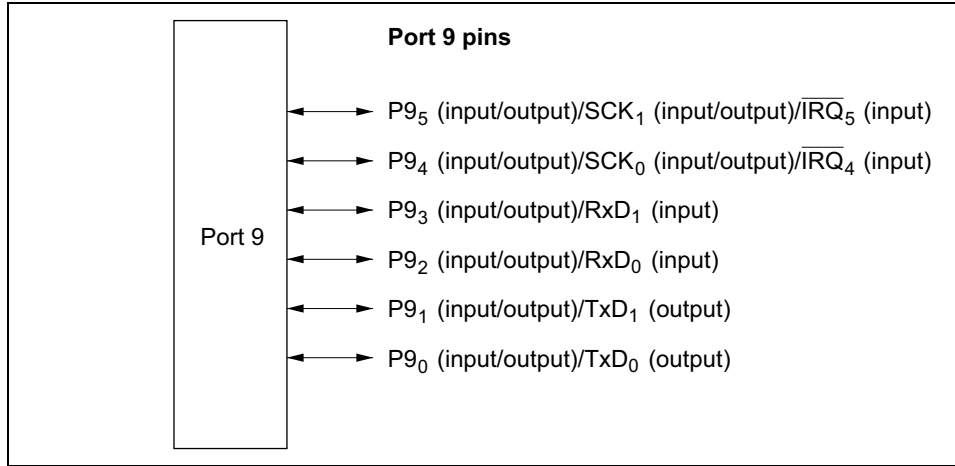 Port 9 pins
P9₅ (input/output)/SCK₁ (input/output)/I̅R̅Q̅₅ (input)
P9₄ (input/output)/SCK₀ (input/output)/I̅R̅Q̅₄ (input)
P9₃ (input/output)/RxD₁ (input)
Port 9
P9₂ (input/output)/RxD₀ (input)
P9₁ (input/output)/TxD₁ (output)
P9₀ (input/output)/TxD₀ (output)